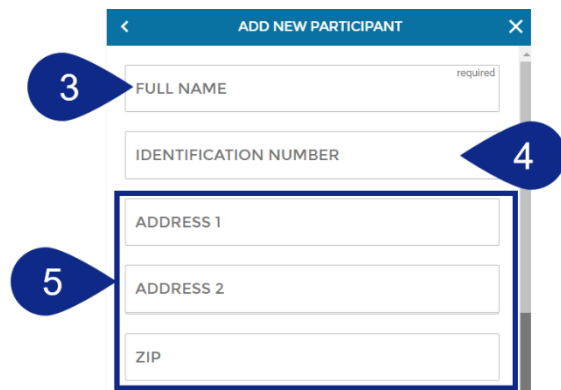 ADD NEW PARTICIPANT
3
required
FULL NAME
IDENTIFICATION NUMBER
4
5
ADDRESS 1
ADDRESS 2
ZIP